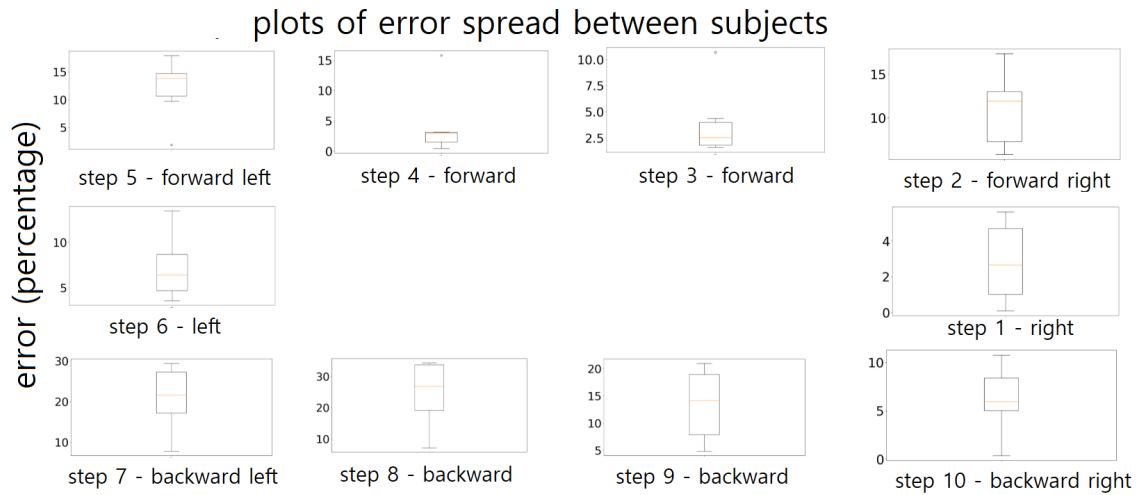 plots of error spread between subjects
error (percentage)
15
10
5
step 5 - forward left
15
10
5
0
step 4 - forward
10.0
7.5
5.0
2.5
step 3 - forward
15
10
step 2 - forward right
10
5
step 6 - left
4
2
0
step 1 - right
30
20
10
step 7 - backward left
30
20
10
step 8 - backward
20
15
10
5
step 9 - backward
10
5
0
step 10 - backward right